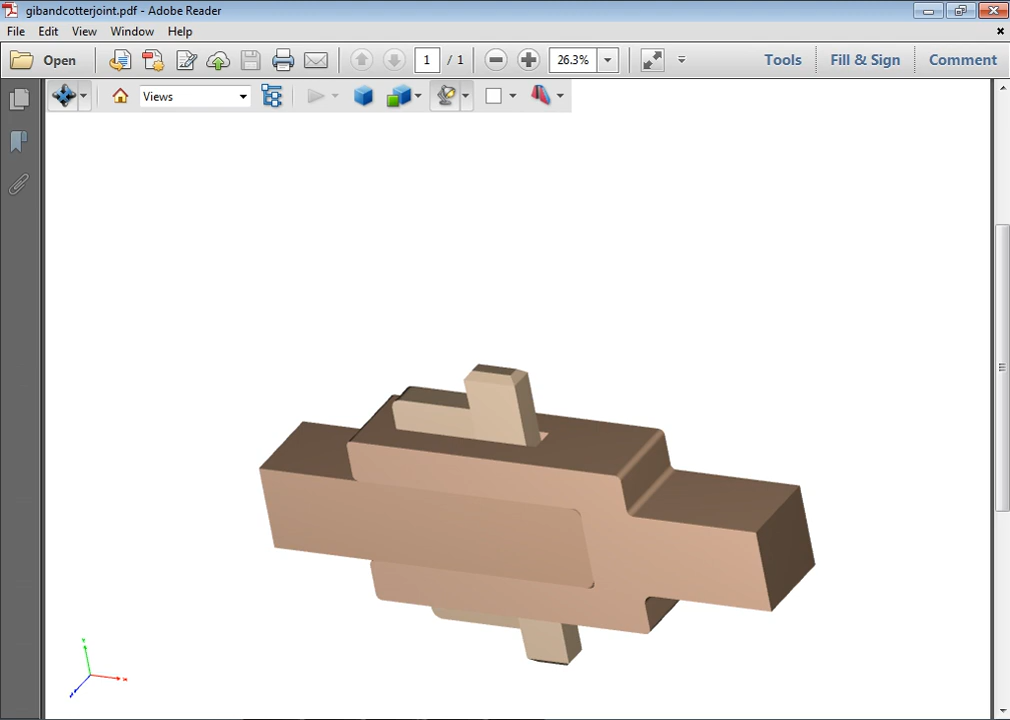 gibandcotterjoint.pdf - Adobe Reader
File Edit View Window Help
Open 1 / 1 26.3% Tools Fill & Sign Comment
Views